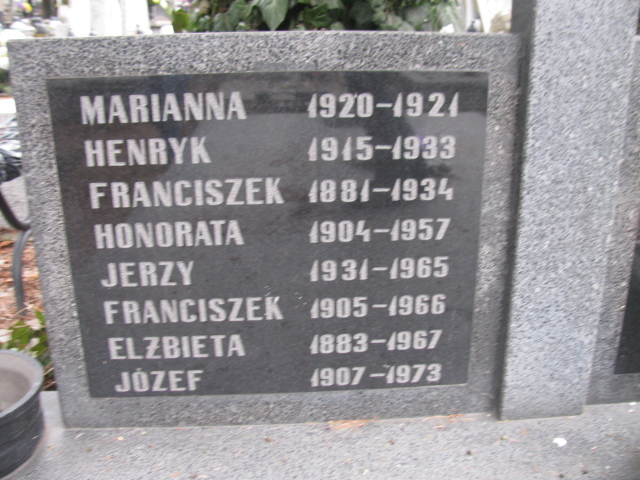 MARIANNA 1920-1921
HENRYK 1915-1933
FRANCISZEK 1881-1934
HONORATA 1904-1957
JERZY 1931-1965
FRANCISZEK 1905-1966
ELŻBIETA 1883-1967
JÓZEF 1907-1973